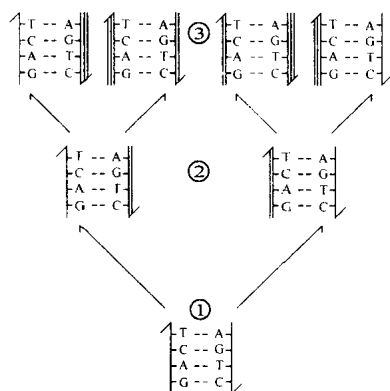 T -- A T -- A ③ T -- A T -- A
C -- G C -- G C -- G C -- G
A -- T A -- T A -- T A -- T
G -- C G -- C G -- C G -- C
T -- A ② T -- A
C -- G C -- G
A -- T A -- T
G -- C G -- C
①
T -- A
C -- G
A -- T
G -- C